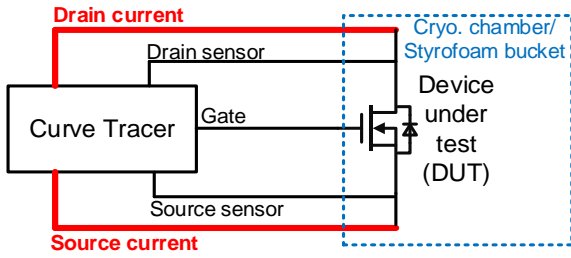 Drain current
Cryo. chamber/
Styrofoam bucket
Drain sensor
Device
under
test
(DUT)
Gate
Curve Tracer
Source sensor
Source current